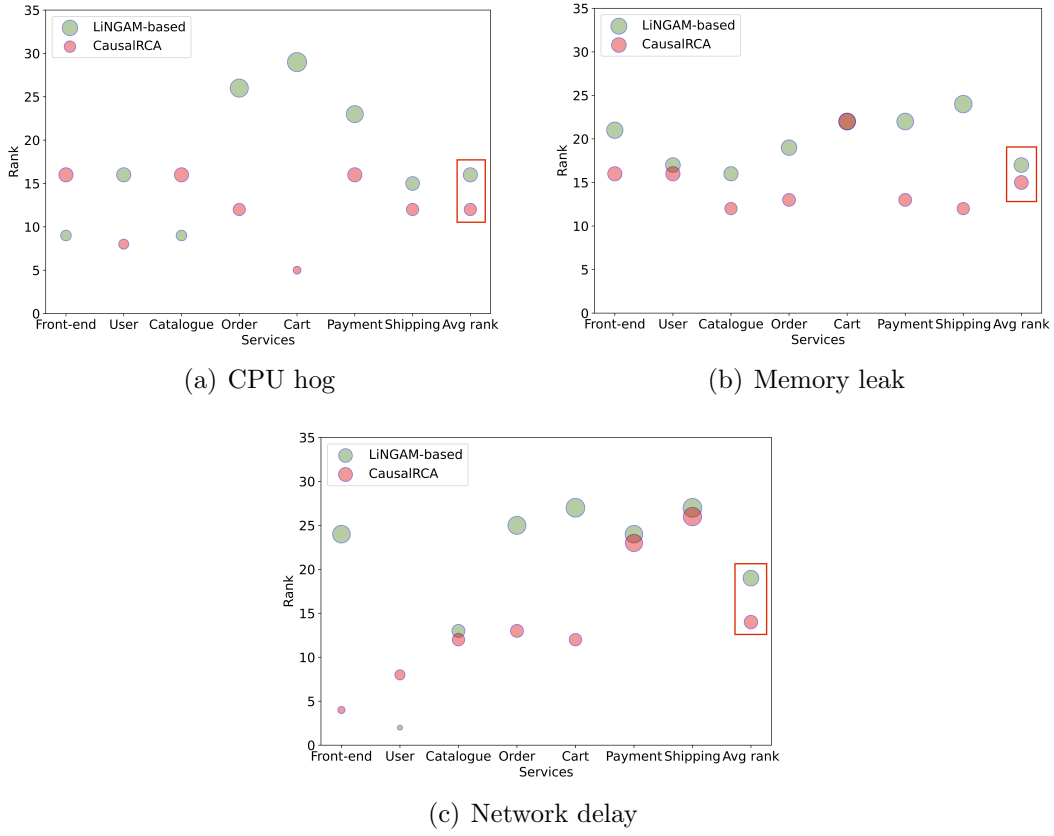 35
30
25
20
15
10
5
0
Rank
LiNGAM-based
CausalRCA
Front-end User Catalogue Order Cart Payment Shipping Avg rank
Services
(a) CPU hog
35
30
25
20
15
10
5
0
Rank
LiNGAM-based
CausalRCA
Front-end User Catalogue Order Cart Payment Shipping Avg rank
Services
(b) Memory leak
35
30
25
20
15
10
5
0
Rank
LiNGAM-based
CausalRCA
Front-end User Catalogue Order Cart Payment Shipping Avg rank
Services
(c) Network delay